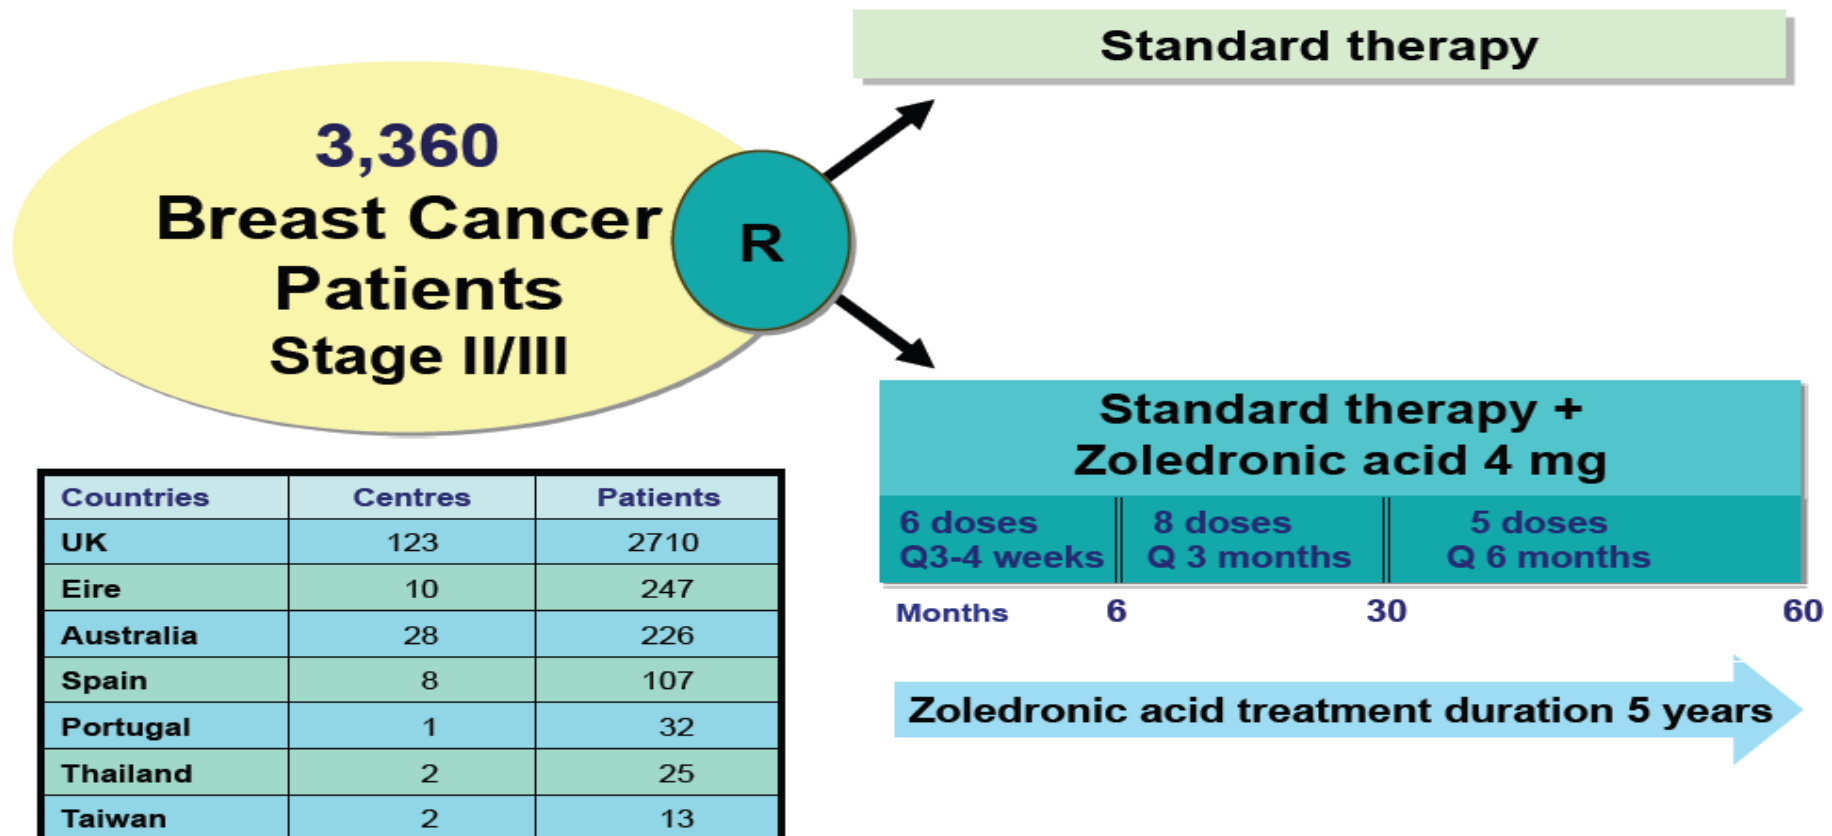 Standard therapy
3,360
Breast Cancer
Patients
Stage II/III
R
Standard therapy +
Zoledronic acid 4 mg
6 doses
Q3-4 weeks
8 doses
Q 3 months
5 doses
Q 6 months
Months 6 30 60
Zoledronic acid treatment duration 5 years
Countries Centres Patients
UK 123 2710
Eire 10 247
Australia 28 226
Spain 8 107
Portugal 1 32
Thailand 2 25
Taiwan 2 13